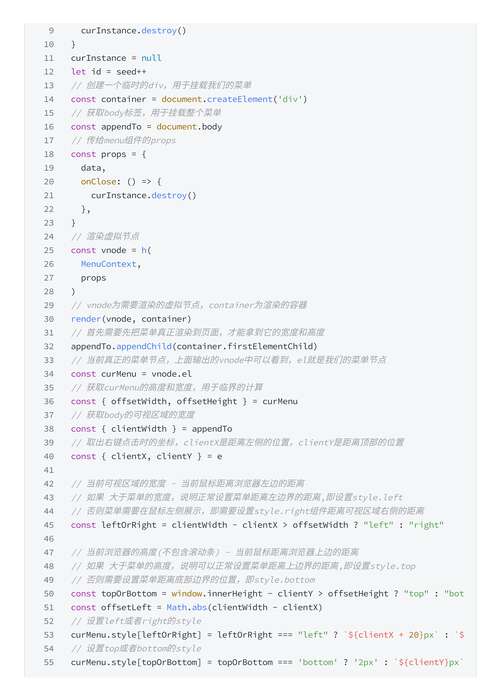 9 curInstance.destroy()
10 }
11 curInstance = null
12 let id = seed++
13 // 创建一个临时的div，用于挂载我们的菜单
14 const container = document.createElement('div')
15 // 获取body标签，用于挂载整个菜单
16 const appendTo = document.body
17 // 传给menu组件的props
18 const props = {
19 data,
20 onClose: () => {
21 curInstance.destroy()
22 },
23 }
24 // 渲染虚拟节点
25 const vnode = h(
26 MenuContext,
27 props
28 )
29 // vnode为需要渲染的虚拟节点，container为渲染的容器
30 render(vnode, container)
31 // 首先需要先把菜单真正渲染到页面，才能拿到它的宽度和高度
32 appendTo.appendChild(container.firstElementChild)
33 // 当前真正的菜单节点，上面输出的vnode中可以看到，el就是我们的菜单节点
34 const curMenu = vnode.el
35 // 获取curMenu的高度和宽度，用于临界的计算
36 const { offsetWidth, offsetHeight } = curMenu
37 // 获取body的可视区域的宽度
38 const { clientWidth } = appendTo
39 // 取出右键点击时的坐标，clientX是距离左侧的位置，clientY是距离顶部的位置
40 const { clientX, clientY } = e
41
42 // 当前可视区域的宽度 - 当前鼠标距离浏览器左边的距离
43 // 如果 大于菜单的宽度，说明正常设置菜单距离左边界的距离,即设置style.left
44 // 否则菜单需要在鼠标左侧展示，即需要设置style.right组件距离可视区域右侧的距离
45 const leftOrRight = clientWidth - clientX > offsetWidth ? "left" : "right"
46
47 // 当前浏览器的高度(不包含滚动条) - 当前鼠标距离浏览器上边的距离
48 // 如果 大于菜单的高度，说明可以正常设置菜单距离上边界的距离,即设置style.top
49 // 否则需要设置菜单距离底部边界的位置，即style.bottom
50 const topOrBottom = window.innerHeight - clientY > offsetHeight ? "top" : "bot
51 const offsetLeft = Math.abs(clientWidth - clientX)
52 // 设置left或者right的style
53 curMenu.style[leftOrRight] = leftOrRight === "left" ? `${clientX + 20}px` : `$
54 // 设置top或者bottom的style
55 curMenu.style[topOrBottom] = topOrBottom === 'bottom' ? '2px' : `${clientY}px`